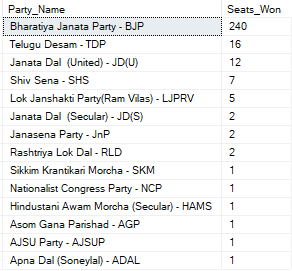 Party_Name Seats_Won
Bharatiya Janata Party - BJP 240
Telugu Desam - TDP 16
Janata Dal  (United) - JD(U) 12
Shiv Sena - SHS 7
Lok Janshakti Party(Ram Vilas) - LJPRV 5
Janata Dal  (Secular) - JD(S) 2
Janasena Party - JnP 2
Rashtriya Lok Dal - RLD 2
Sikkim Krantikari Morcha - SKM 1
Nationalist Congress Party - NCP 1
Hindustani Awam Morcha (Secular) - HAMS 1
Asom Gana Parishad - AGP 1
AJSU Party - AJSUP 1
Apna Dal (Soneylal) - ADAL 1